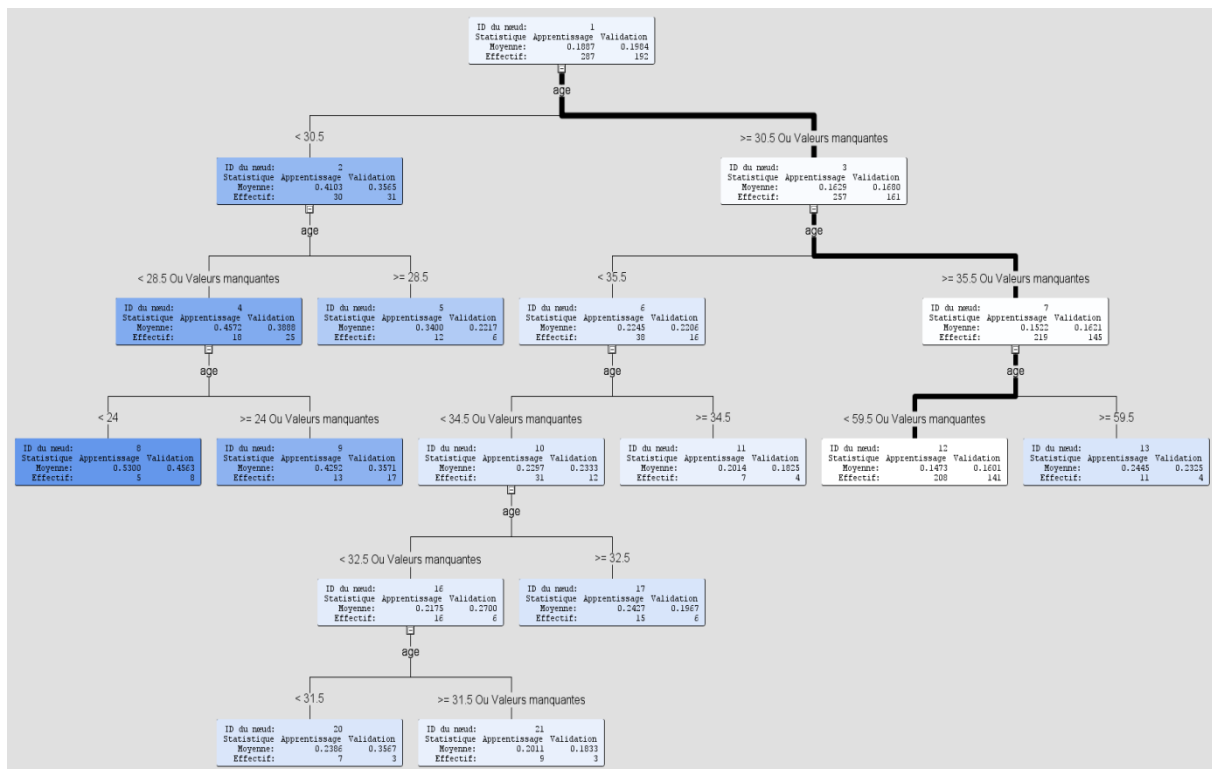 ID du nœud: 1
Statistique Apprentissage Validation
Moyenne: 0.1887 0.1984
Effectif: 287 192
age
< 30.5
>= 30.5 Ou Valeurs manquantes
ID du nœud: 2
Statistique Apprentissage Validation
Moyenne: 0.4103 0.3565
Effectif: 30 31
ID du nœud: 3
Statistique Apprentissage Validation
Moyenne: 0.1629 0.1680
Effectif: 257 161
age
age
< 28.5 Ou Valeurs manquantes
>= 28.5
< 35.5
>= 35.5 Ou Valeurs manquantes
ID du nœud: 4
Statistique Apprentissage Validation
Moyenne: 0.4572 0.3888
Effectif: 18 25
ID du nœud: 5
Statistique Apprentissage Validation
Moyenne: 0.3400 0.2217
Effectif: 12 6
ID du nœud: 6
Statistique Apprentissage Validation
Moyenne: 0.2245 0.2206
Effectif: 38 16
ID du nœud: 7
Statistique Apprentissage Validation
Moyenne: 0.1522 0.1621
Effectif: 219 145
age
age
age
< 24
>= 24 Ou Valeurs manquantes
< 34.5 Ou Valeurs manquantes
>= 34.5
< 59.5 Ou Valeurs manquantes
>= 59.5
ID du nœud: 8
Statistique Apprentissage Validation
Moyenne: 0.5300 0.4563
Effectif: 5 8
ID du nœud: 9
Statistique Apprentissage Validation
Moyenne: 0.4292 0.3571
Effectif: 13 17
ID du nœud: 10
Statistique Apprentissage Validation
Moyenne: 0.2297 0.2333
Effectif: 31 12
ID du nœud: 11
Statistique Apprentissage Validation
Moyenne: 0.2014 0.1825
Effectif: 7 4
ID du nœud: 12
Statistique Apprentissage Validation
Moyenne: 0.1473 0.1601
Effectif: 208 141
ID du nœud: 13
Statistique Apprentissage Validation
Moyenne: 0.2445 0.2325
Effectif: 11 4
age
< 32.5 Ou Valeurs manquantes
>= 32.5
ID du nœud: 16
Statistique Apprentissage Validation
Moyenne: 0.2175 0.2700
Effectif: 16 6
ID du nœud: 17
Statistique Apprentissage Validation
Moyenne: 0.2427 0.1967
Effectif: 15 6
age
< 31.5
>= 31.5 Ou Valeurs manquantes
ID du nœud: 20
Statistique Apprentissage Validation
Moyenne: 0.2386 0.3567
Effectif: 7 3
ID du nœud: 21
Statistique Apprentissage Validation
Moyenne: 0.2011 0.1833
Effectif: 9 3